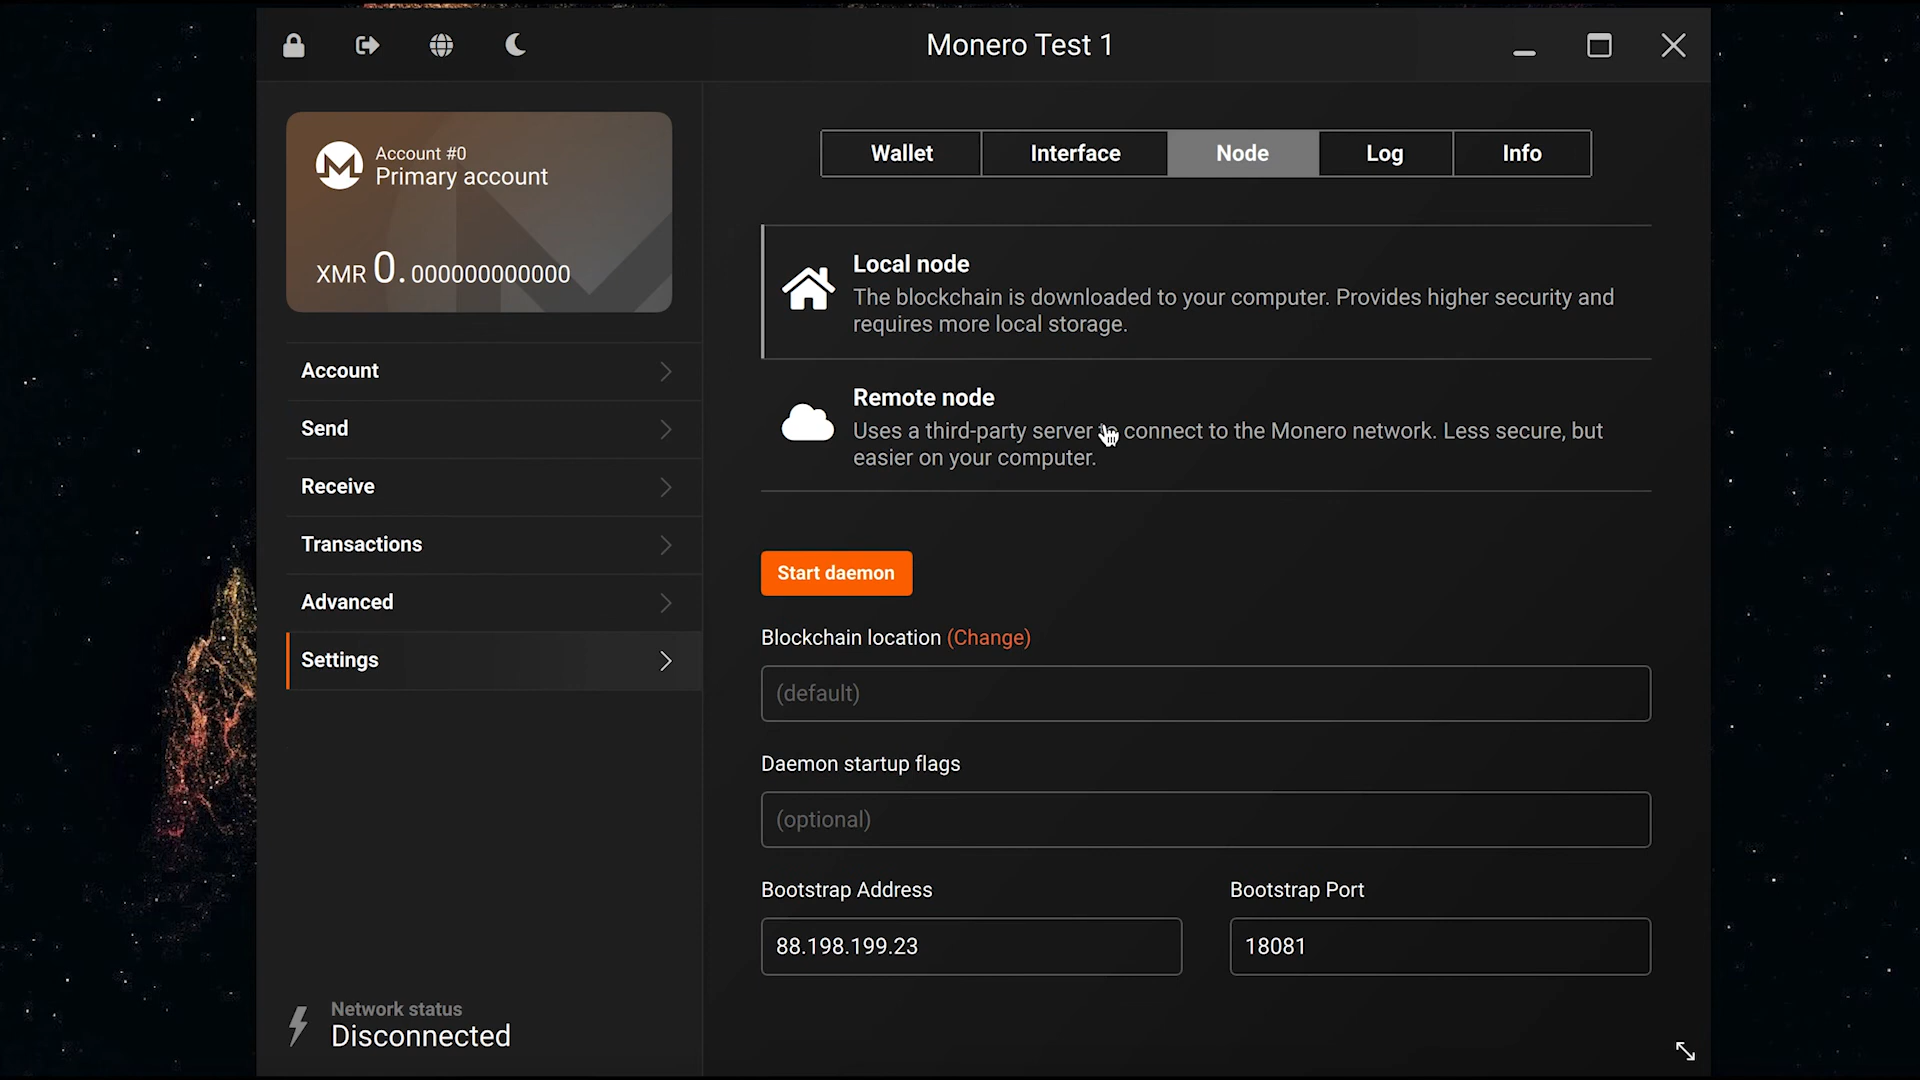 Monero Test 1
Account #0
Primary account
XMR 0.000000000000
Account
Send
Receive
Transactions
Advanced
Settings
Network status
Disconnected
Wallet
Interface
Node
Log
Info
Local node
The blockchain is downloaded to your computer. Provides higher security and
requires more local storage.
Remote node
Uses a third-party server to connect to the Monero network. Less secure, but
easier on your computer.
Start daemon
Blockchain location (Change)
(default)
Daemon startup flags
(optional)
Bootstrap Address
Bootstrap Port
88.198.199.23
18081